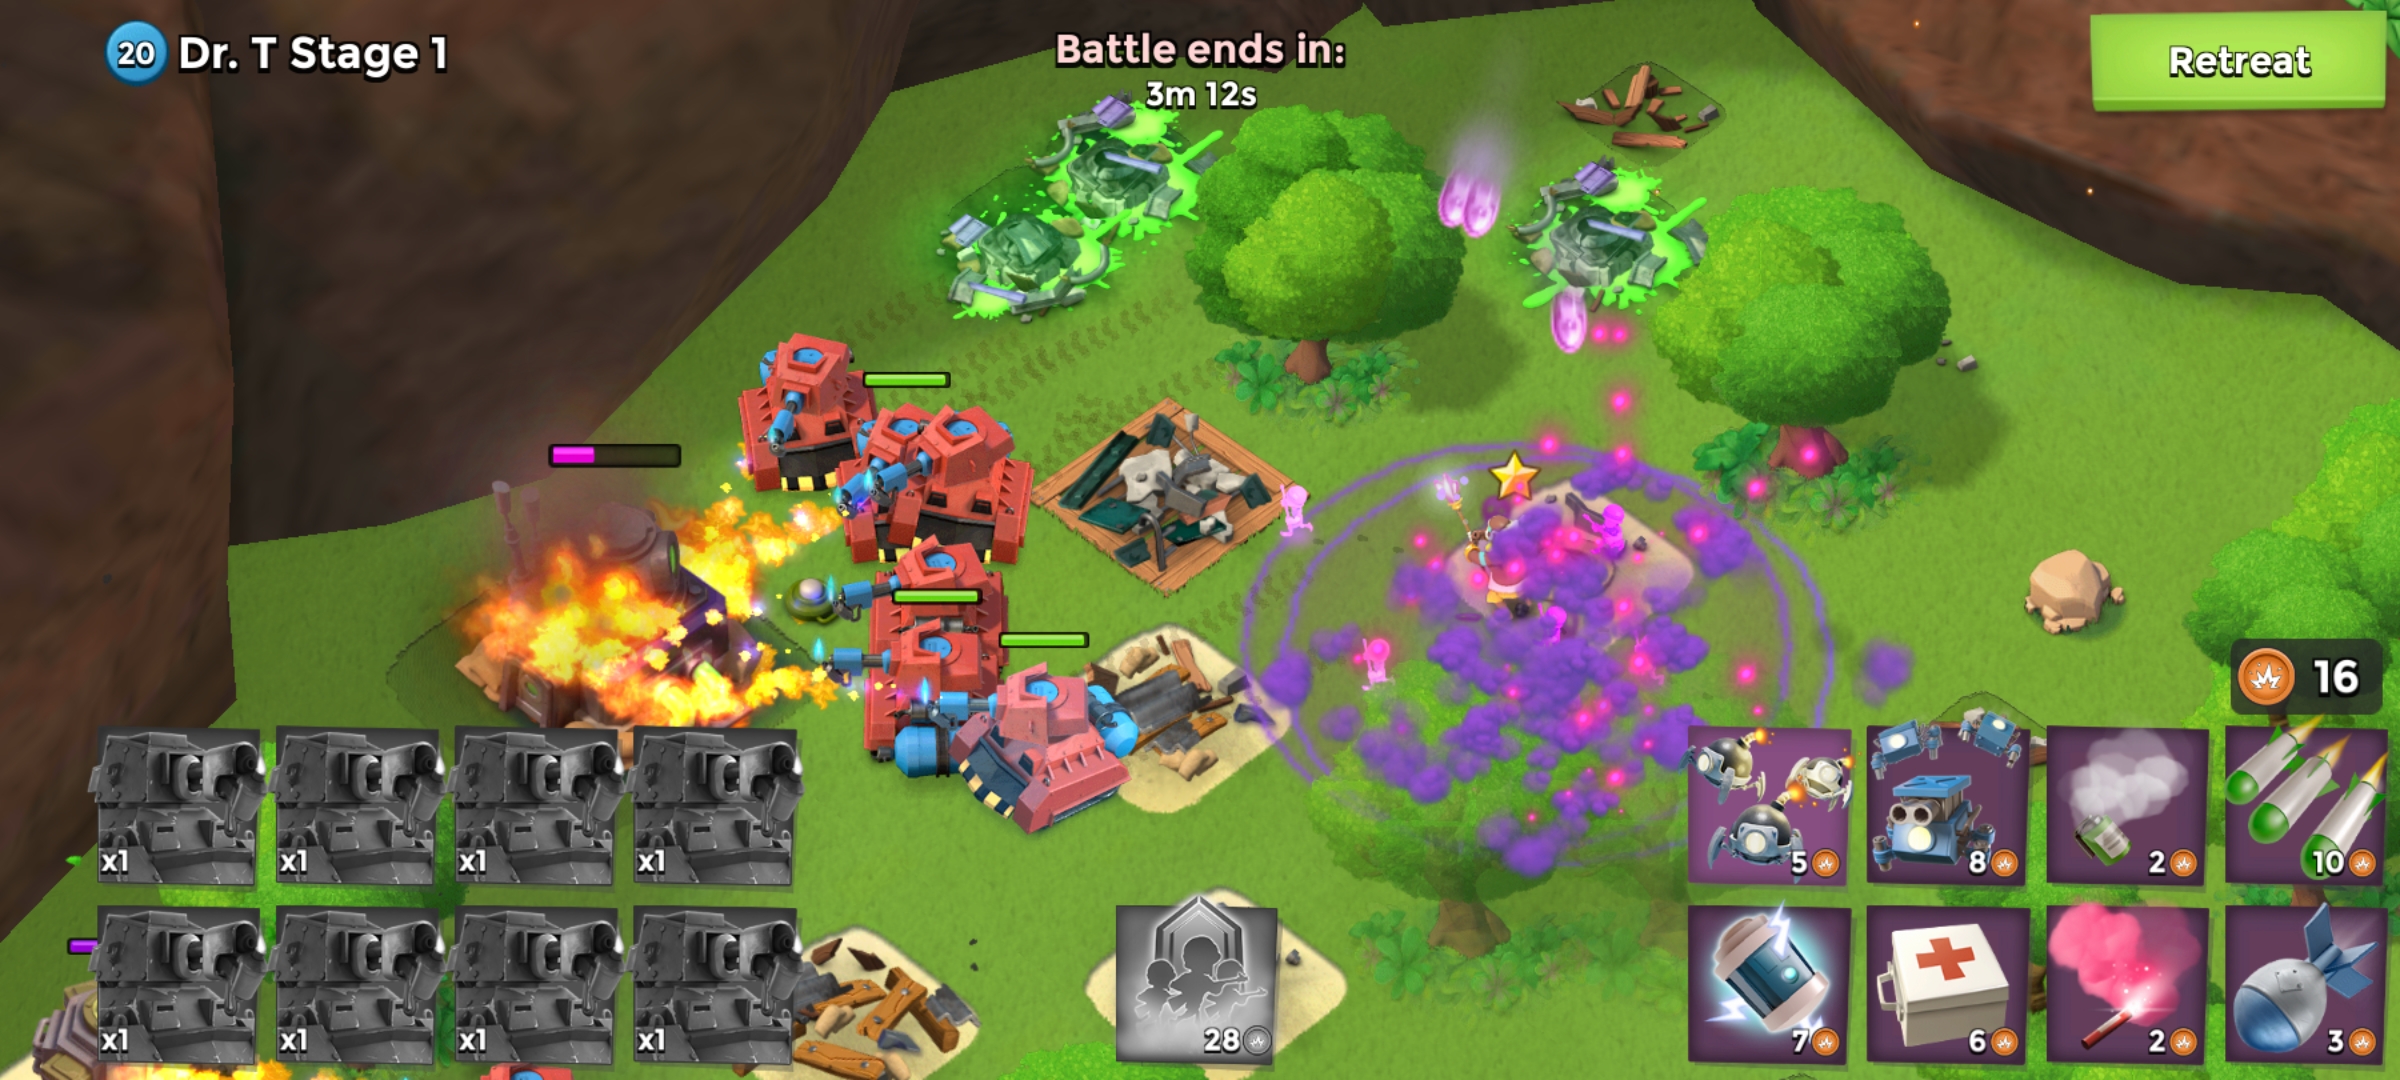 20 Dr. T Stage 1
Battle ends in:
3m 12s
Retreat
16
x1 x1 x1 x1
5 8 2 10
x1 x1 x1 x1
28
7 6 2 3